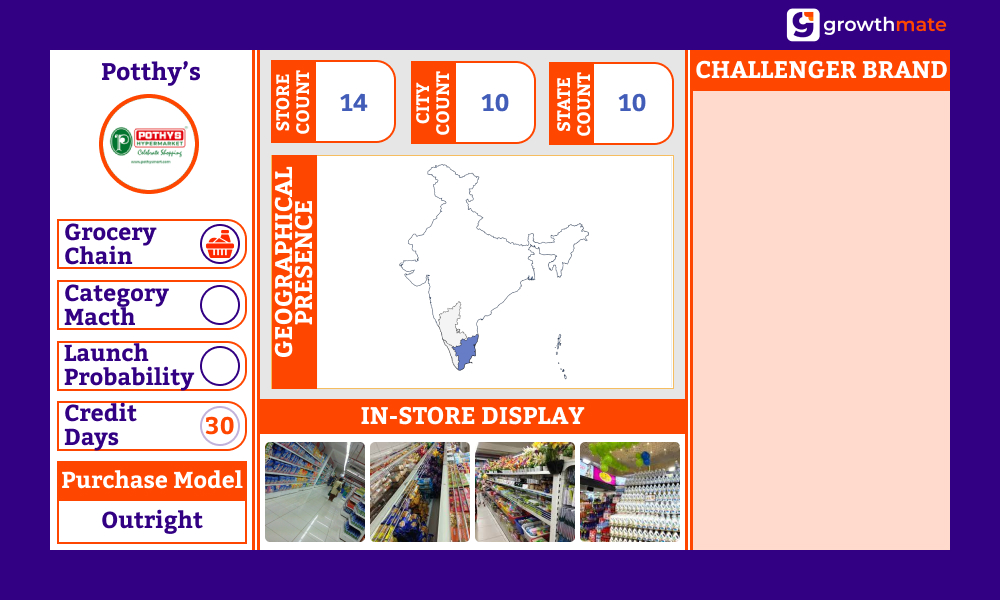 growthmate
Potthy's
POTHYS
HYPERMARKET
Celebrate Shopping
Grocery
Chain
Category
Macth
Launch
Probability
Credit
Days
30
Purchase Model
Outright
STORE
COUNT
14
CITY
COUNT
10
STATE
COUNT
10
GEOGRAPHICAL
PRESENCE
IN-STORE DISPLAY
CHALLENGER BRAND